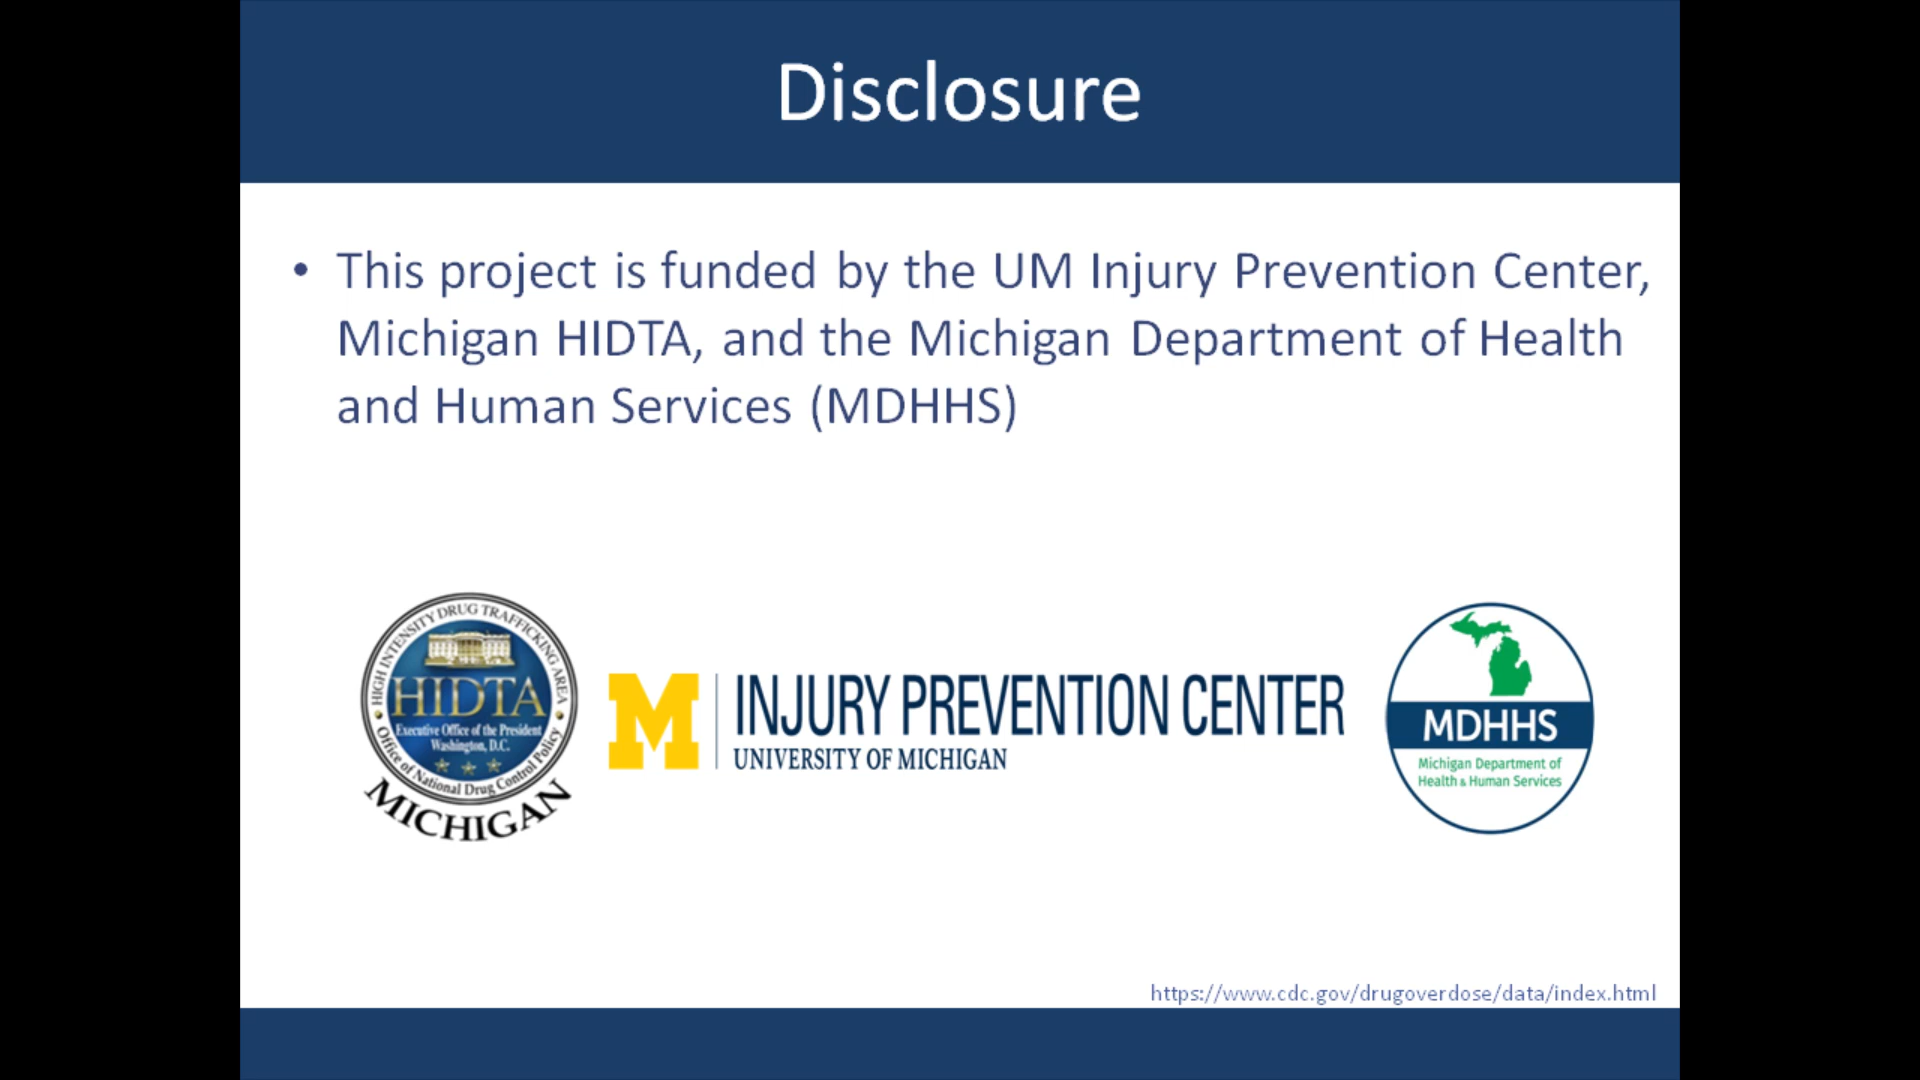 Disclosure
• This project is funded by the UM Injury Prevention Center,
Michigan HIDTA, and the Michigan Department of Health
and Human Services (MDHHS)
HIGH INTENSITY DRUG TRAFFICKING AREA
HIDTA
Executive Office of the President
Washington, D.C.
Office of National Drug Control Policy
MICHIGAN
M
INJURY PREVENTION CENTER
UNIVERSITY OF MICHIGAN
MDHHS
Michigan Department of
Health & Human Services
https://www.cdc.gov/drugoverdose/data/index.html